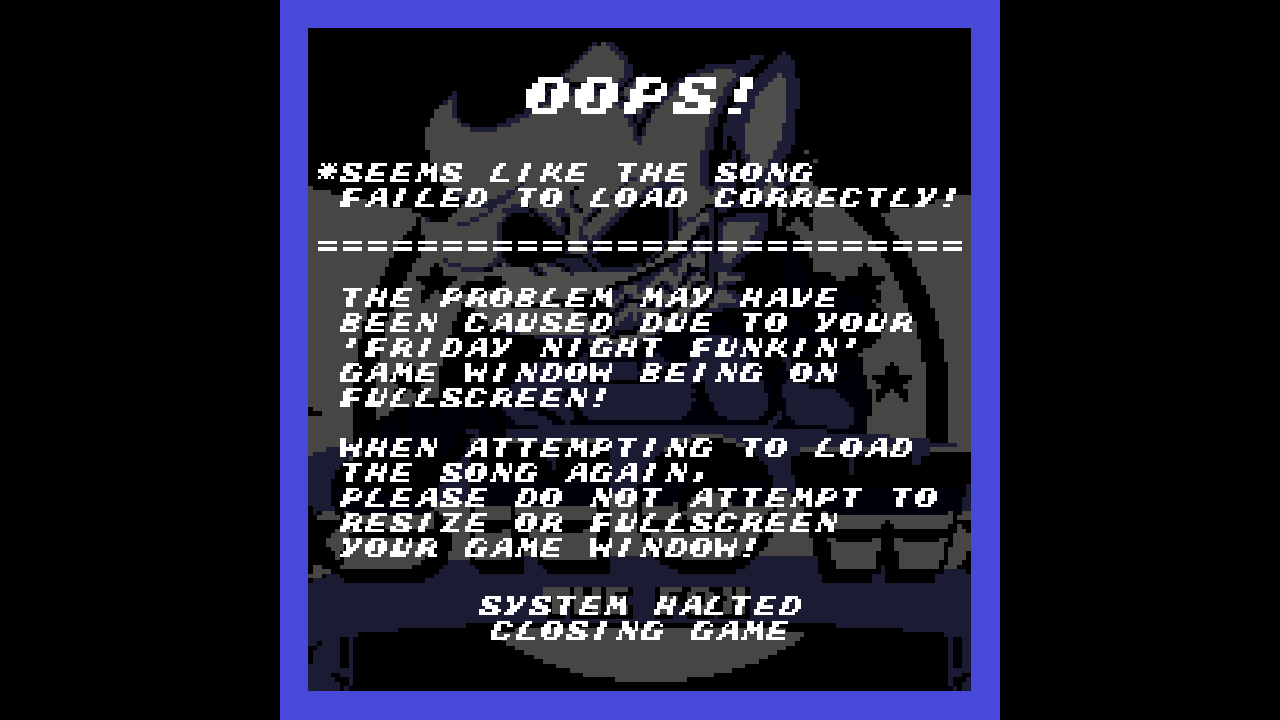 OOPS!
*SEEMS LIKE THE SONG
FAILED TO LOAD CORRECTLY!
==========================
THE PROBLEM MAY HAVE
BEEN CAUSED DUE TO YOUR
'FRIDAY NIGHT FUNKIN'
GAME WINDOW BEING ON
FULLSCREEN!
WHEN ATTEMPTING TO LOAD
THE SONG AGAIN,
PLEASE DO NOT ATTEMPT TO
RESIZE OR FULLSCREEN
YOUR GAME WINDOW!
SYSTEM HALTED
CLOSING GAME